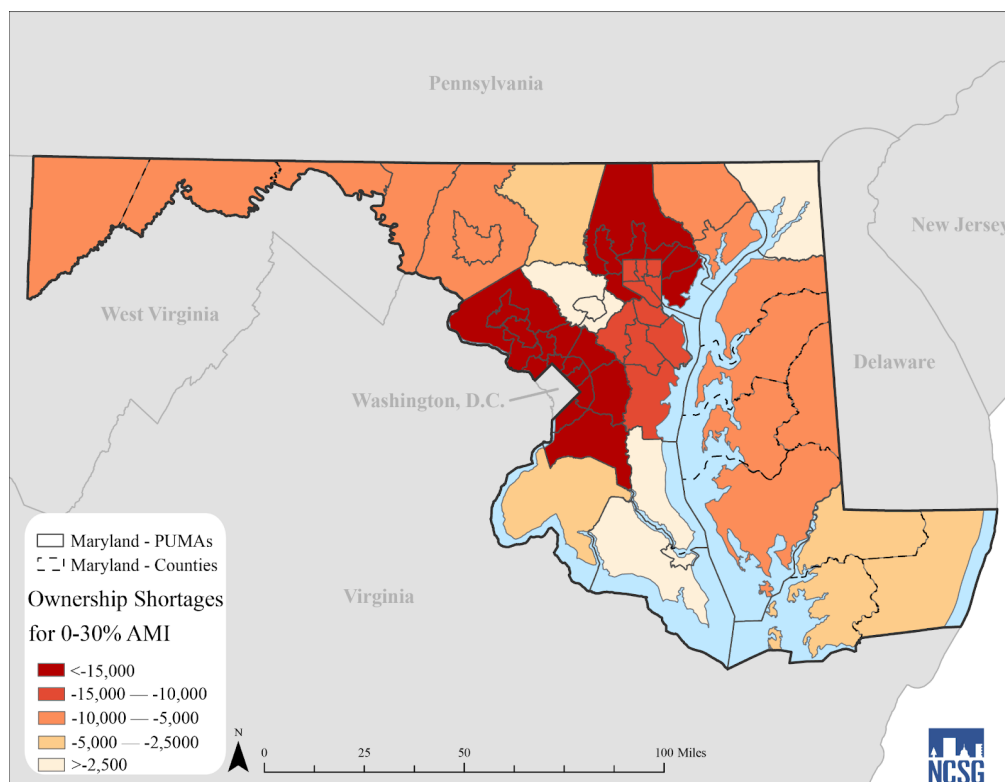 Pennsylvania
New Jersey
West Virginia
Delaware
Washington, D.C.
Virginia
Maryland - PUMAs
Maryland - Counties
Ownership Shortages
for 0-30% AMI
<-15,000
-15,000 — -10,000
-10,000 — -5,000
-5,000 — -2,5000
>-2,500
N
0 25 50 100 Miles
NCSG